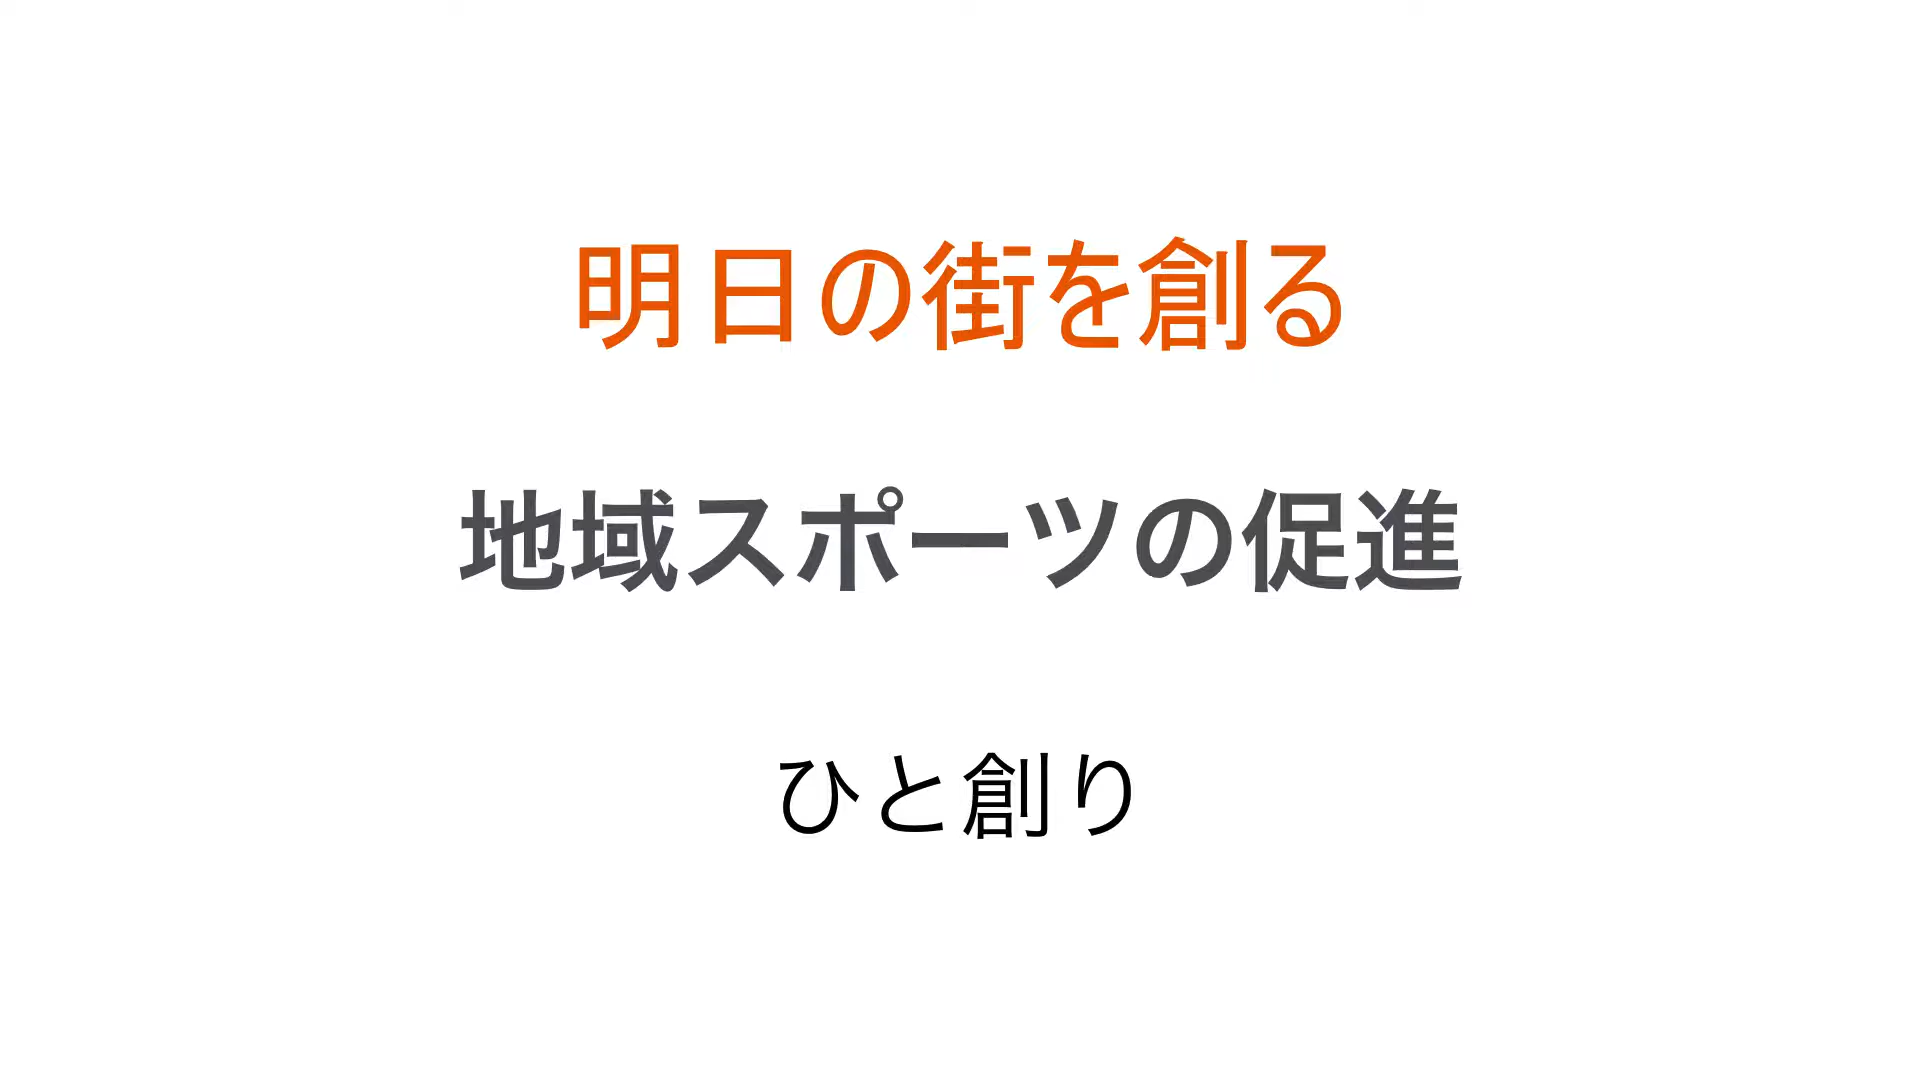 明日の街を創る
地域スポーツの促進
ひと創り